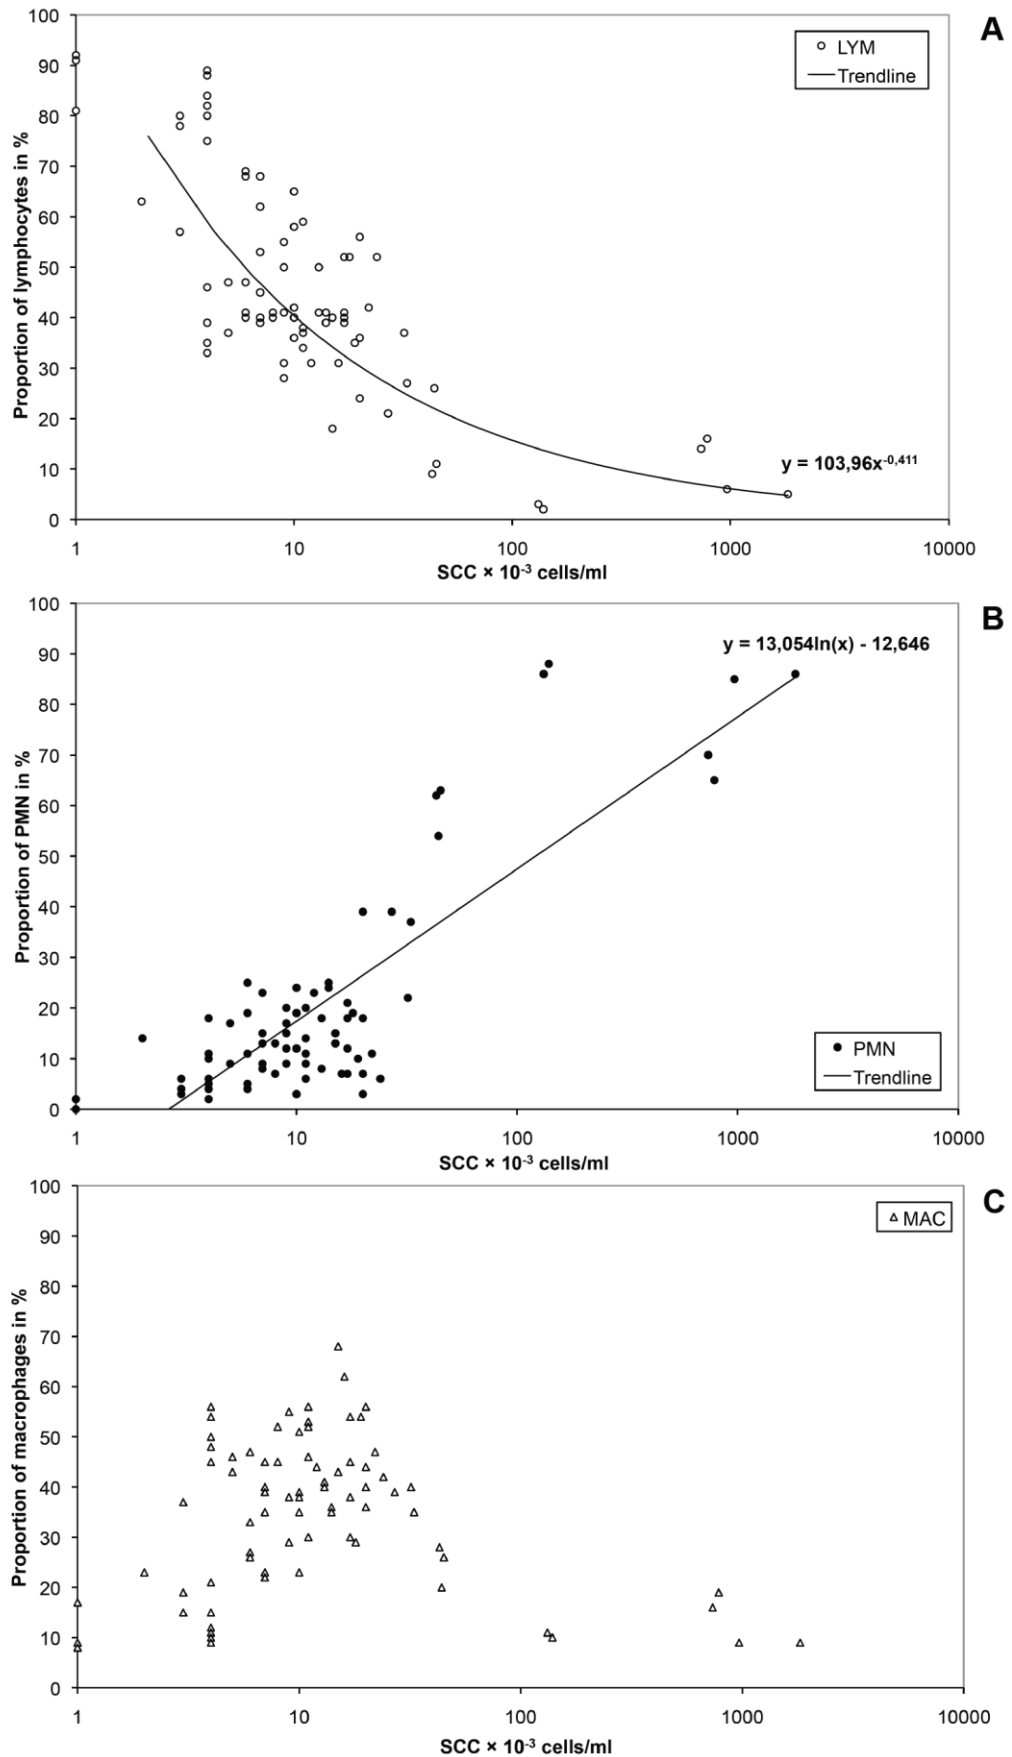 A
100
90
80
70
60
50
40
30
20
10
0
Proportion of lymphocytes in %
LYM
Trendline
y = 103,96x⁻⁰,⁴¹¹
1 10 100 1000 10000
SCC × 10⁻³ cells/ml
B
100
90
80
70
60
50
40
30
20
10
0
Proportion of PMN in %
y = 13,054ln(x) - 12,646
PMN
Trendline
1 10 100 1000 10000
SCC × 10⁻³ cells/ml
C
100
90
80
70
60
50
40
30
20
10
0
Proportion of macrophages in %
MAC
1 10 100 1000 10000
SCC × 10⁻³ cells/ml